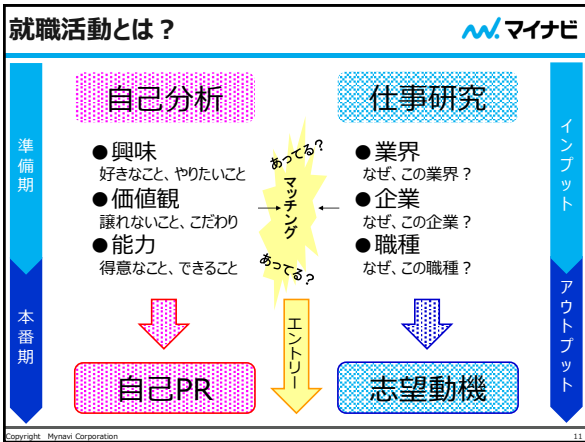 就職活動とは？
マイナビ
準備期
本番期
自己分析
●興味
好きなこと、やりたいこと
●価値観
譲れないこと、こだわり
●能力
得意なこと、できること
自己PR
あってる？
マッチング
あってる？
エントリー
仕事研究
●業界
なぜ、この業界？
●企業
なぜ、この企業？
●職種
なぜ、この職種？
志望動機
インプット
アウトプット
Copyright Mynavi Corporation
11